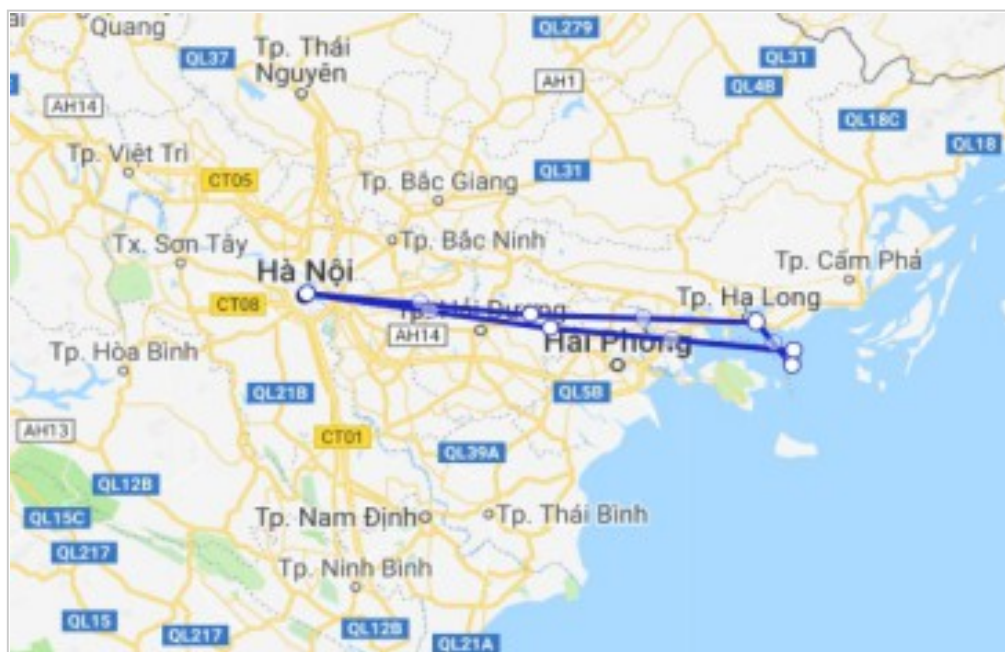 Quang
QL279
QL31
Tp. Thái
Nguyên
QL37
AH1
QL4B
AH14
QL18C
QL18
Tp. Việt Trì
CT05
QL31
Tp. Bắc Giang
Tx. Sơn Tây
Tp. Bắc Ninh
Hà Nội
Tp. Cẩm Phả
CT08
Tp. Hạ Long
AH14
Hải Phòng
Tp. Hòa Bình
QL21B
QL5B
AH13
CT01
QL39A
QL12B
QL15C
Tp. Nam Định
Tp. Thái Bình
QL217
Tp. Ninh Bình
QL15
QL217
QL12B
QL21A